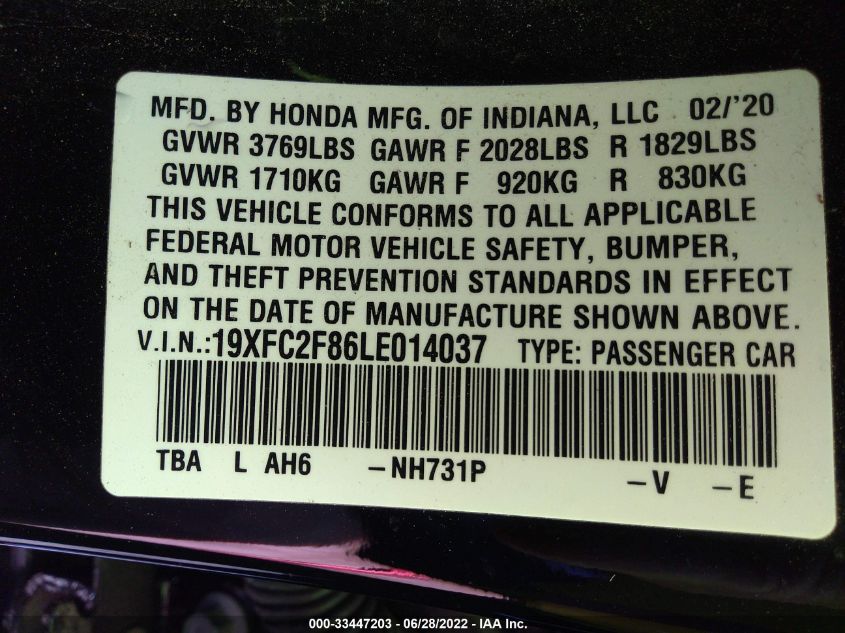 MFD. BY HONDA MFG. OF INDIANA, LLC 02/'20
GVWR 3769LBS GAWR F 2028LBS R 1829LBS
GVWR 1710KG GAWR F 920KG R 830KG
THIS VEHICLE CONFORMS TO ALL APPLICABLE
FEDERAL MOTOR VEHICLE SAFETY, BUMPER,
AND THEFT PREVENTION STANDARDS IN EFFECT
ON THE DATE OF MANUFACTURE SHOWN ABOVE.
V.I.N.:19XFC2F86LE014037 TYPE: PASSENGER CAR
TBA L AH6 -NH731P -V -E
000-33447203 - 06/28/2022 - IAA Inc.